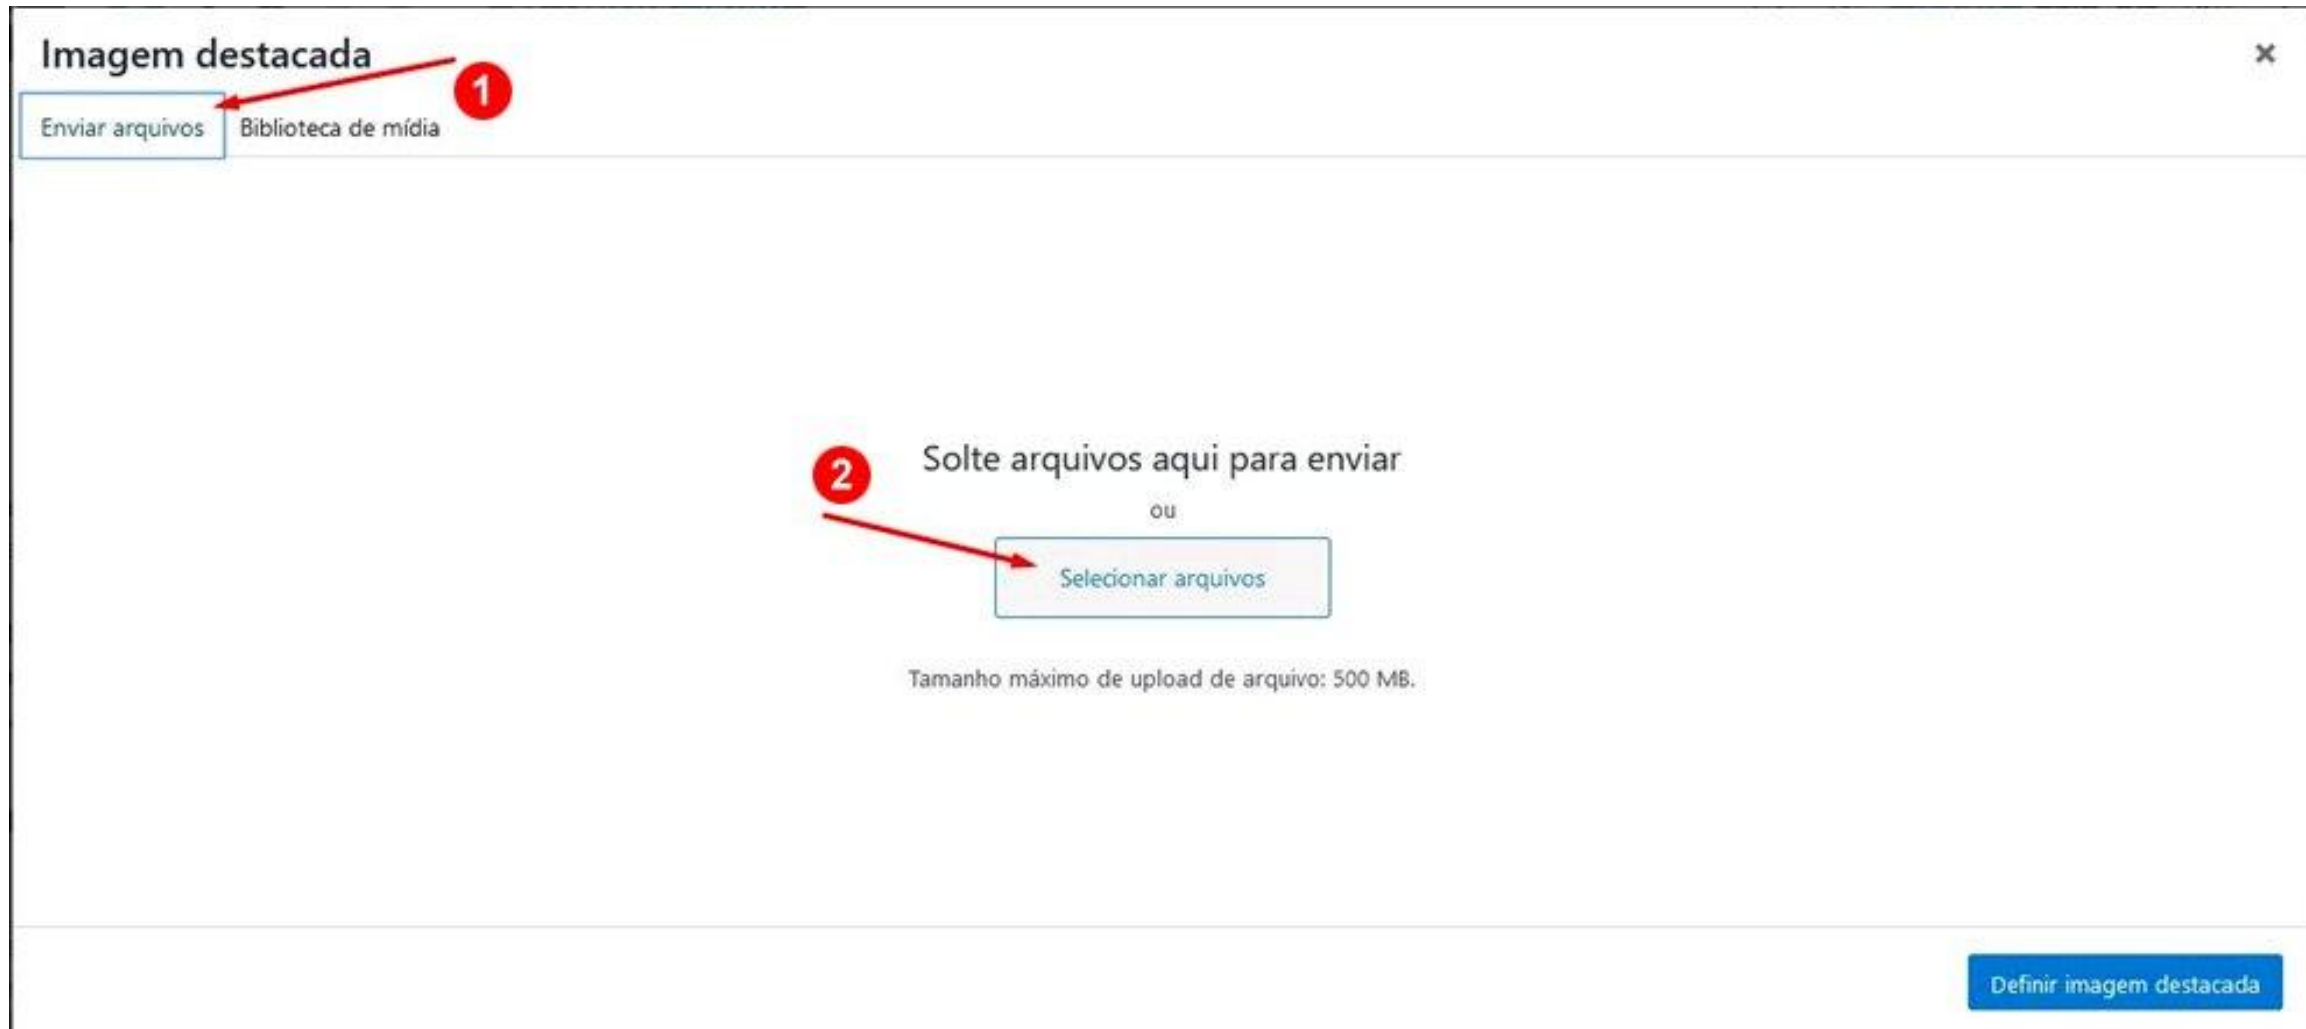 Imagem destacada
1
Enviar arquivos Biblioteca de mídia
2
Solte arquivos aqui para enviar
ou
Selecionar arquivos
Tamanho máximo de upload de arquivo: 500 MB.
Definir imagem destacada